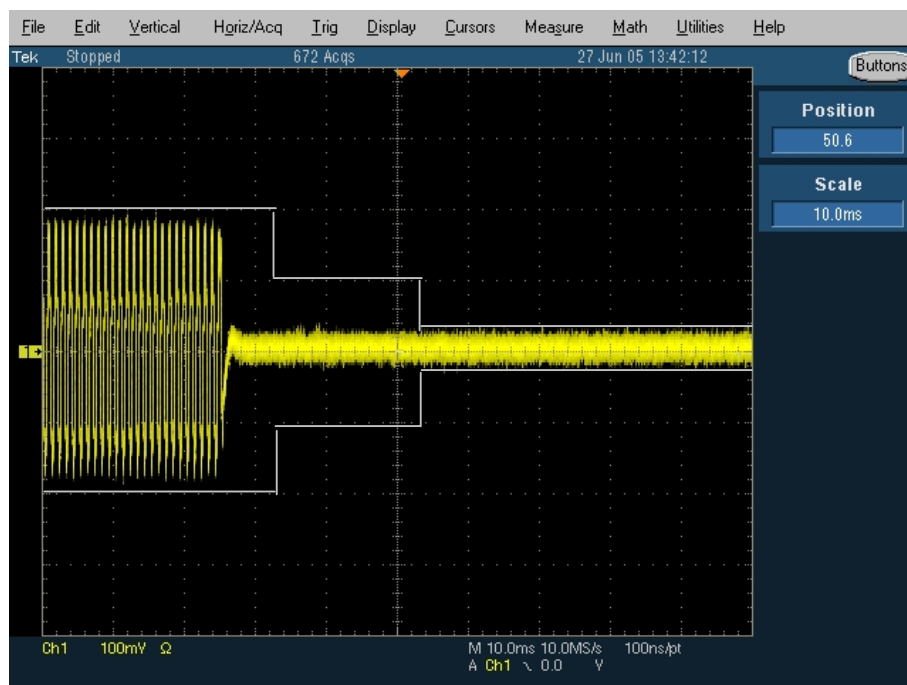 File Edit Vertical Horiz/Acq Trig Display Cursors Measure Math Utilities Help
Tek Stopped 672 Acqs 27 Jun 05 13:42:12
Buttons
Position
50.6
Scale
10.0ms
1
Ch1 100mV Ω M 10.0ms 10.0MS/s 100ns/pt
A Ch1 \ 0.0 V